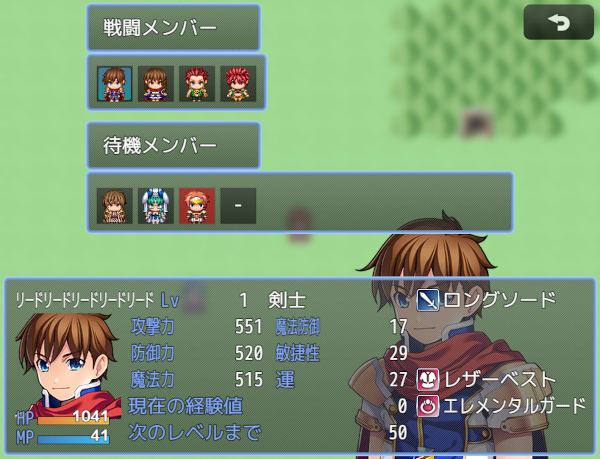 戦闘メンバー
待機メンバー
-
リードリードリードリードリード Lv 1 剣士 ロングソード
攻撃力 551 魔法防御 17
防御力 520 敏捷性 29
魔法力 515 運 27 レザーベスト
HP 1041 現在の経験値 0 エレメンタルガード
MP 41 次のレベルまで 50